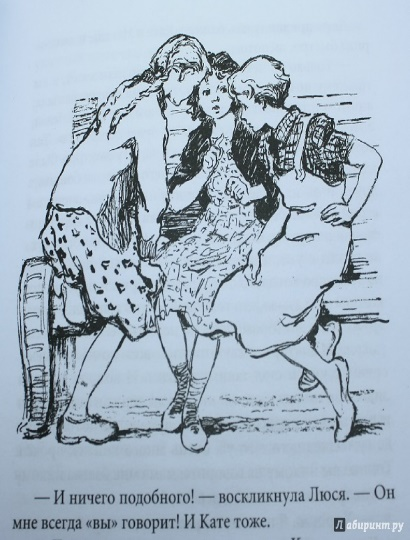 — И ничего подобного! — воскликнула Люся. — Он
мне всегда «вы» говорит! И Кате тоже.
Лабиринт.ру